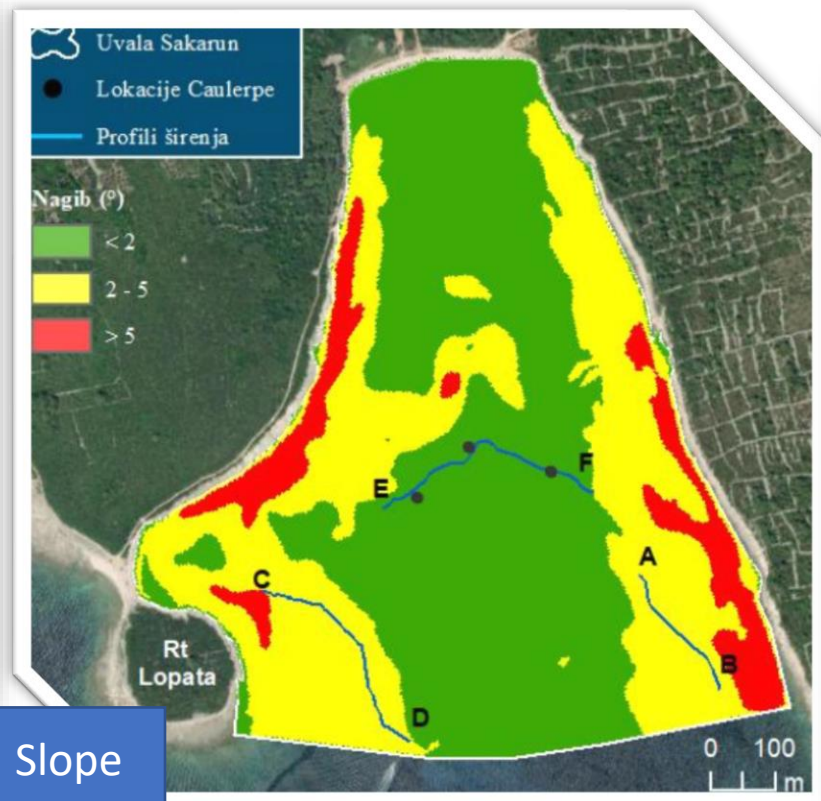 Uvala Sakarun
Lokacije Caulerpe
Profili širenja
Nagib (°)
< 2
2 - 5
> 5
E
F
A
C
B
Rt
Lopata
D
0 100
m
Slope